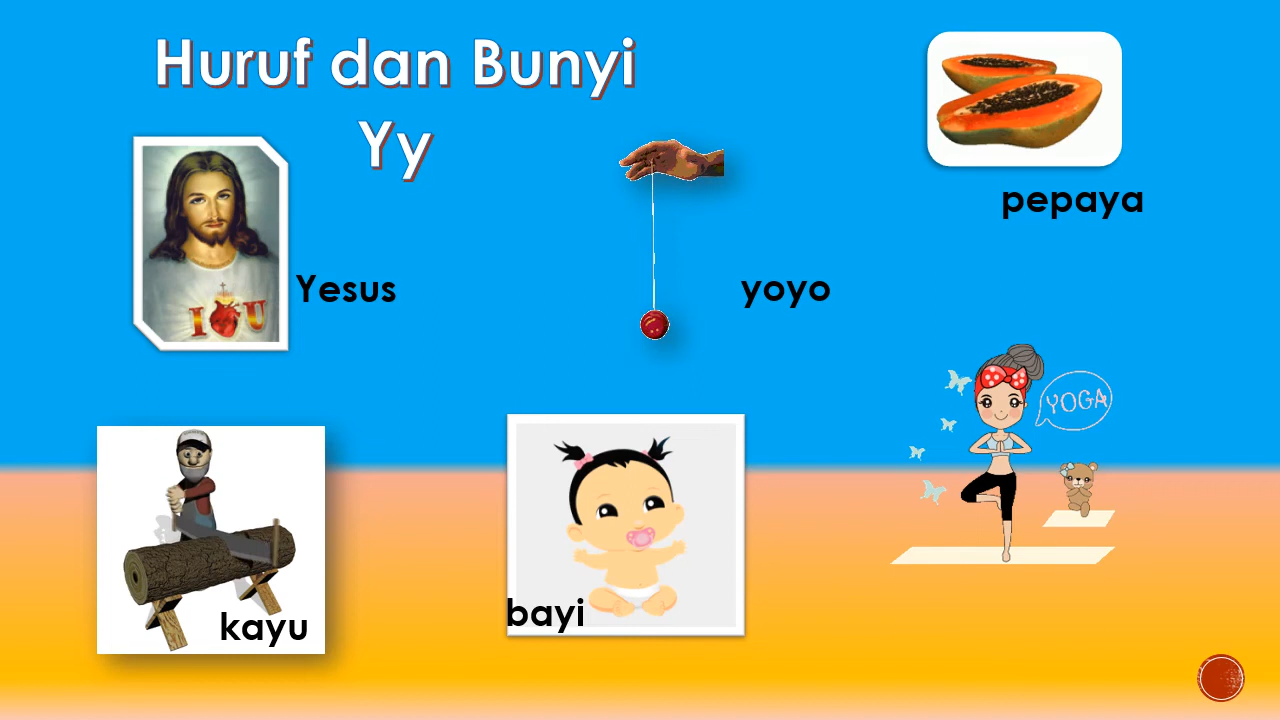 Huruf dan Bunyi
Yy
pepaya
Yesus
I U
yoyo
YOGA
kayu
bayi